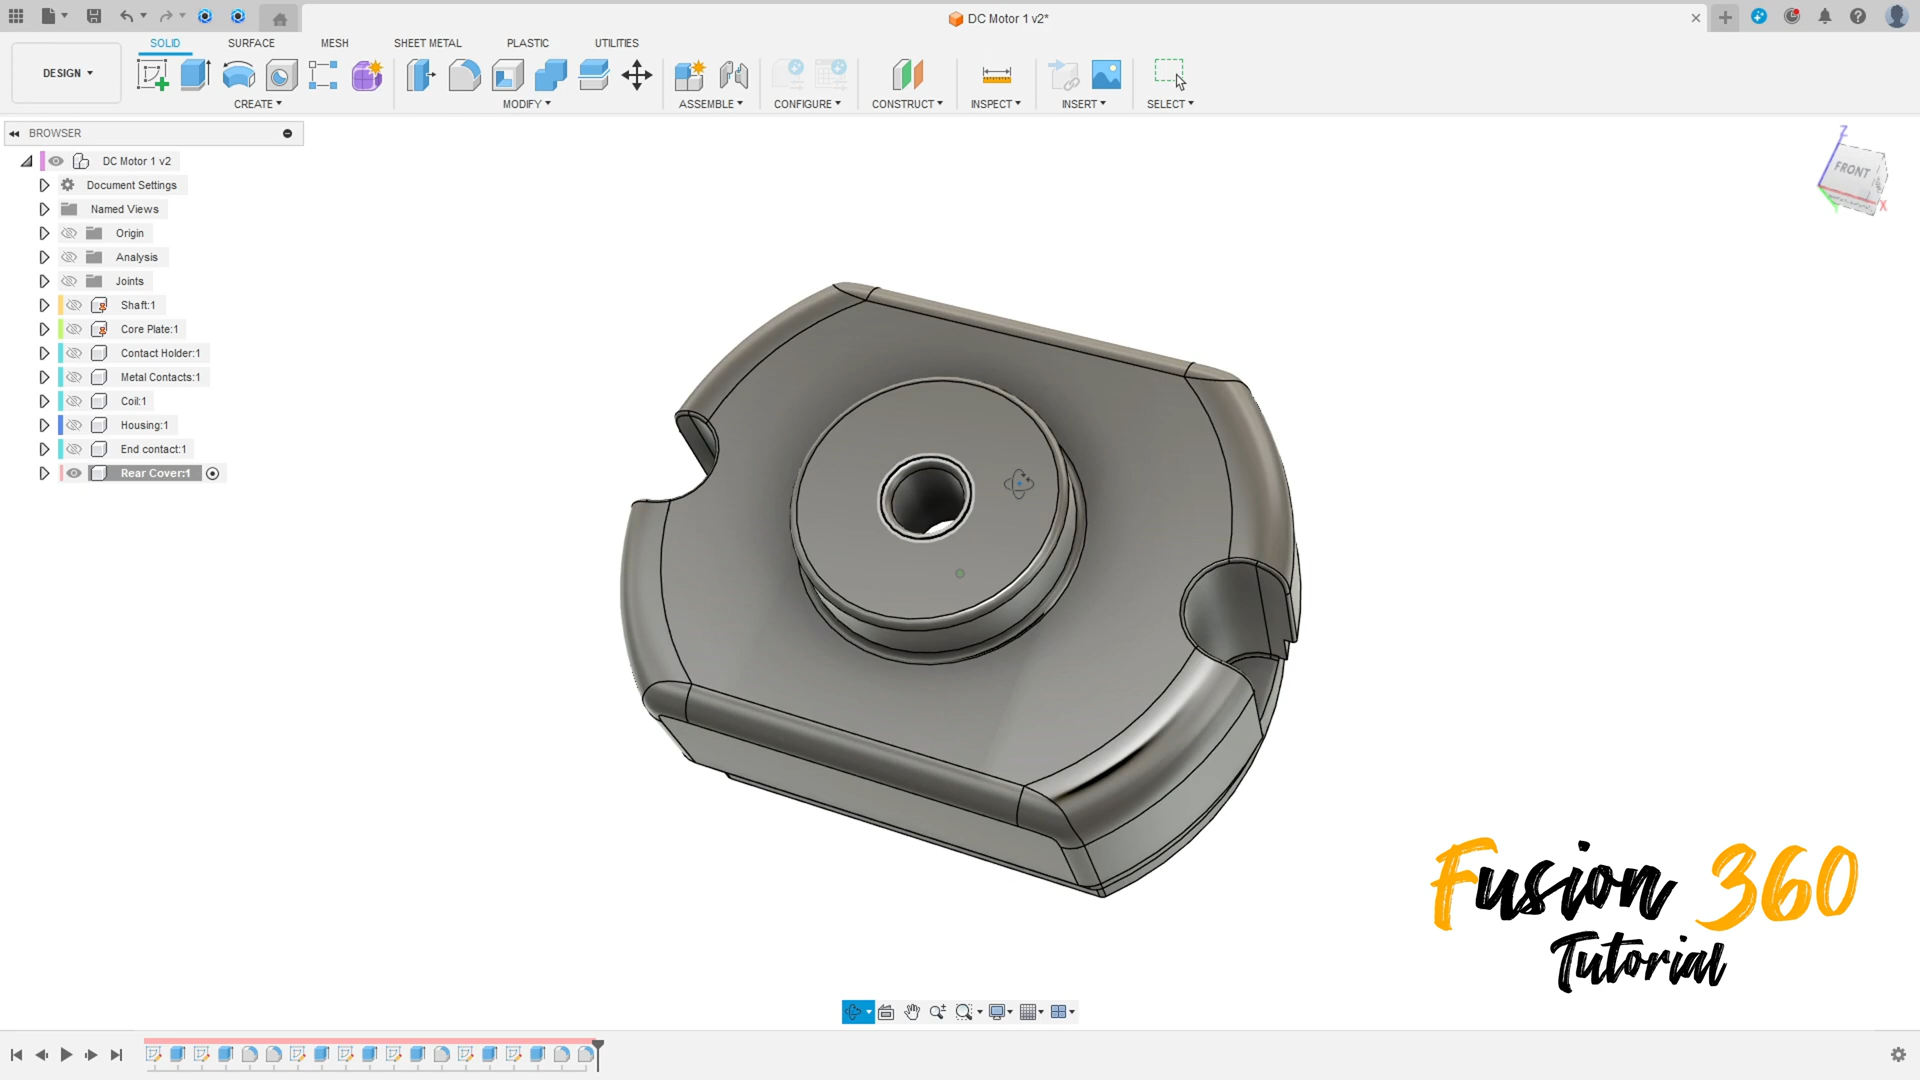 DC Motor 1 v2*
SOLID
SURFACE
MESH
SHEET METAL
PLASTIC
UTILITIES
DESIGN
CREATE
MODIFY
ASSEMBLE
CONFIGURE
CONSTRUCT
INSPECT
INSERT
SELECT
BROWSER
DC Motor 1 v2
Document Settings
Named Views
Origin
Analysis
Joints
Shaft:1
Core Plate:1
Contact Holder:1
Metal Contacts:1
Coil:1
Housing:1
End contact:1
Rear Cover:1
Z
FRONT
X
Fusion 360
Tutorial